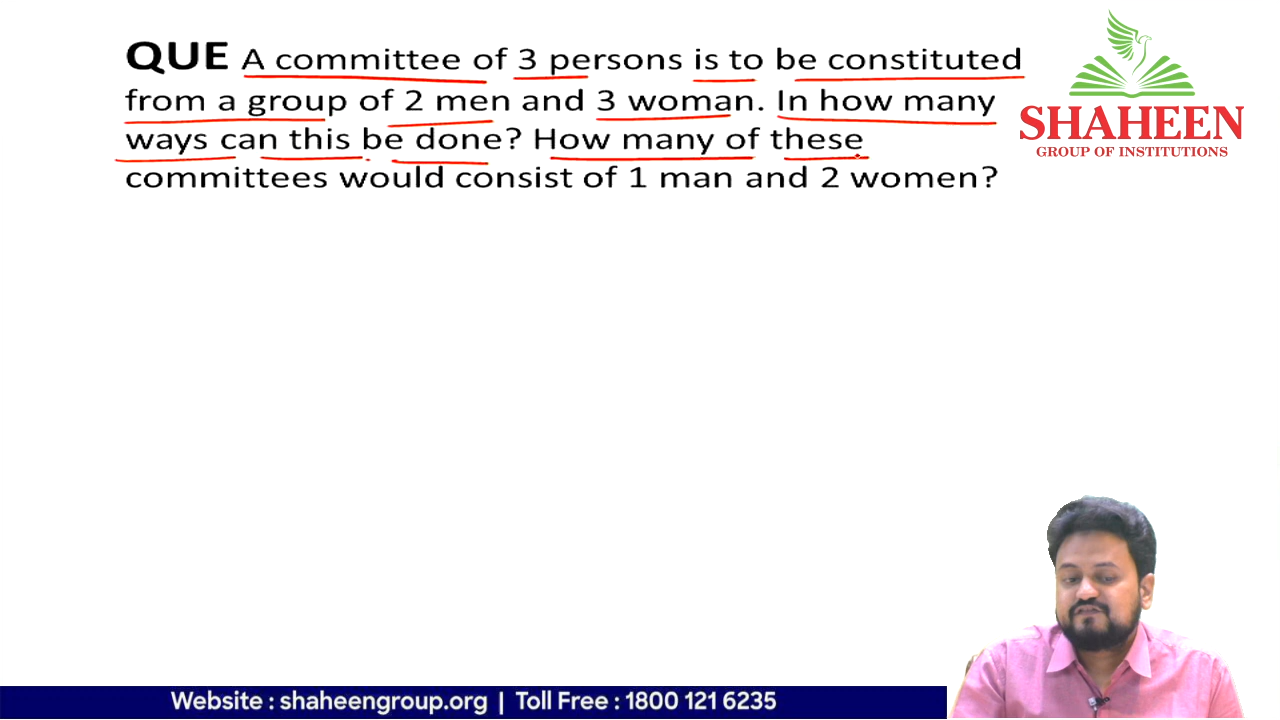 QUE A committee of 3 persons is to be constituted
from a group of 2 men and 3 woman. In how many
ways can this be done? How many of these
committees would consist of 1 man and 2 women?
SHAHEEN
GROUP OF INSTITUTIONS
Website : shaheengroup.org | Toll Free : 1800 121 6235